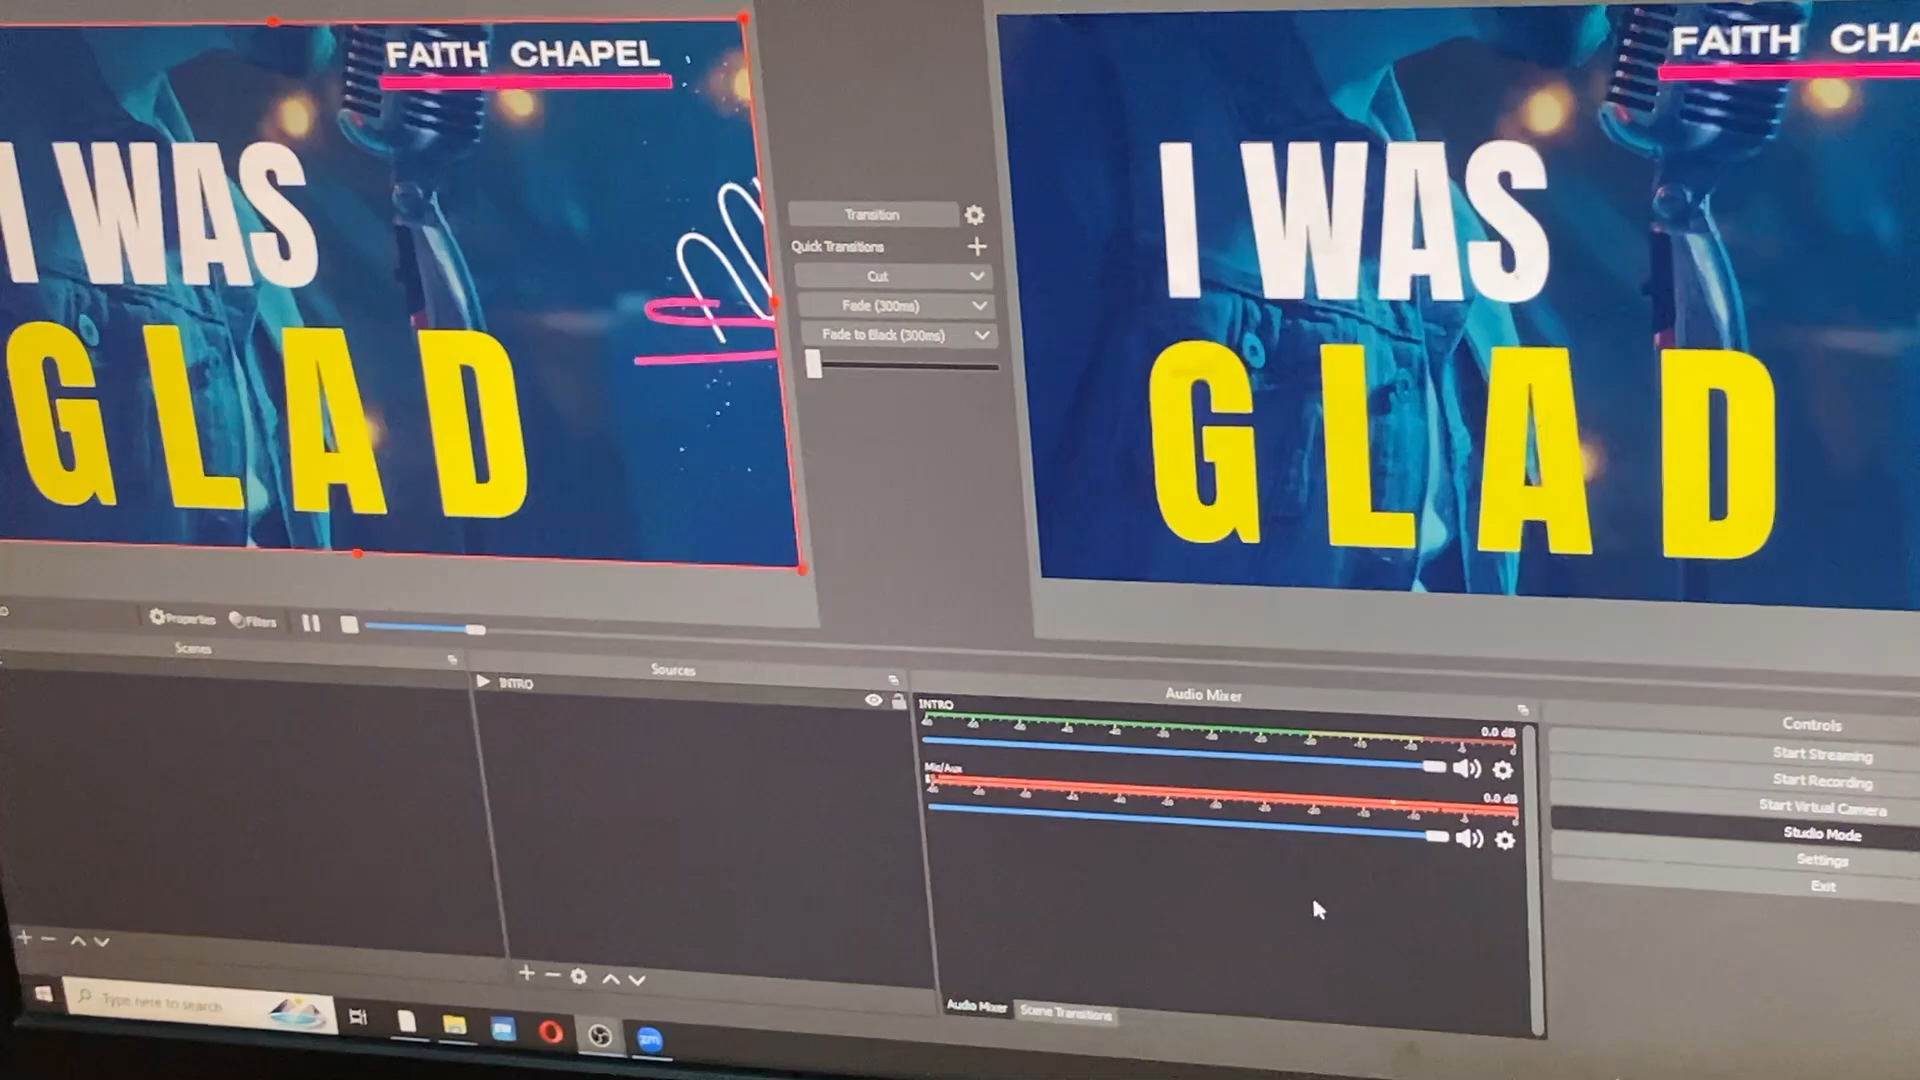 FAITH CHAPEL
I WAS
GLAD
Transition
Quick Transitions
Cut
Fade (300ms)
Fade to Black (300ms)
FAITH CHA
I WAS
GLAD
Properties
Filters
Scenes
Sources
INTRO
Audio Mixer
INTRO
0.0 dB
Mic/Aux
0.0 dB
Audio Mixer
Scene Transitions
Controls
Start Streaming
Start Recording
Start Virtual Camera
Studio Mode
Settings
Exit
Type here to search
zm